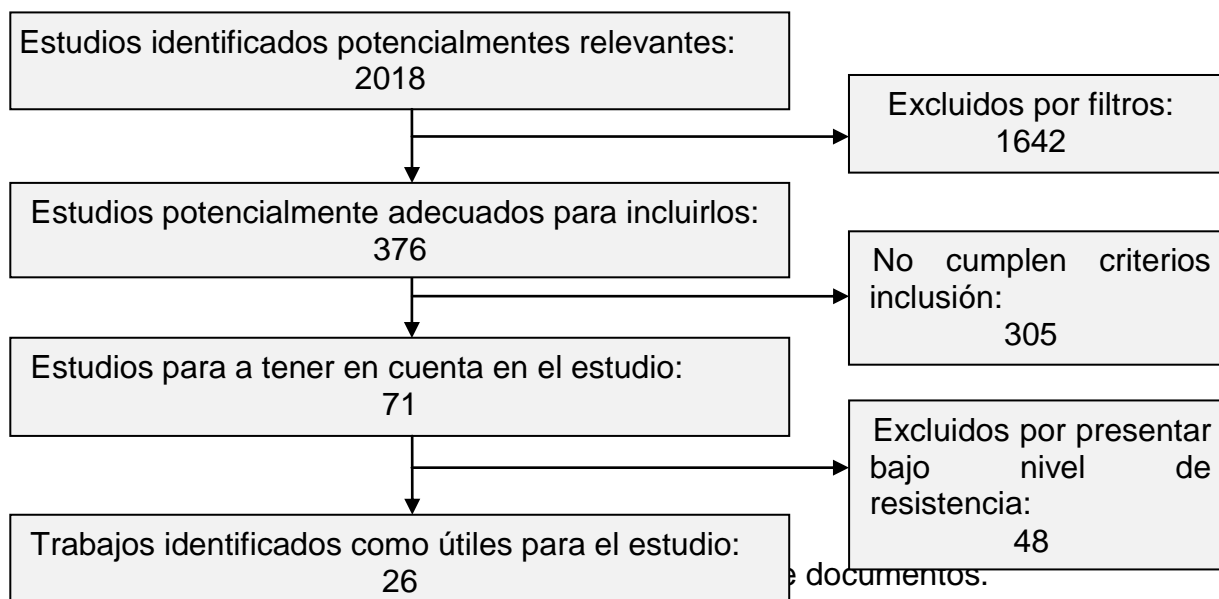 Estudios identificados potencialmentes relevantes:
2018
Excluidos por filtros:
1642
Estudios potencialmente adecuados para incluirlos:
376
No cumplen criterios
inclusión:
305
Estudios para a tener en cuenta en el estudio:
71
Excluidos por presentar
bajo nivel de
resistencia:
48
Trabajos identificados como útiles para el estudio:
26
documentos.